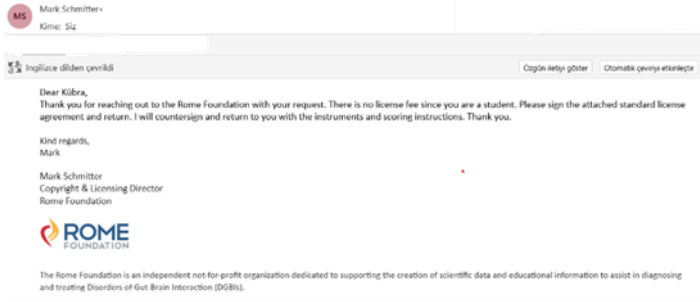 MS
Mark Schmitter
Kime: Siz
İngilizce dilden çevrildi
Özgün iletiyi göster
Otomatik çeviriyi etkinleştir
Dear Kübra,
Thank you for reaching out to the Rome Foundation with your request. There is no license fee since you are a student. Please sign the attached standard license
agreement and return. I will countersign and return to you with the instruments and scoring instructions. Thank you.
Kind regards,
Mark
Mark Schmitter
Copyright & Licensing Director
Rome Foundation
ROME
FOUNDATION
The Rome Foundation is an independent not-for-profit organization dedicated to supporting the creation of scientific data and educational information to assist in diagnosing
and treating Disorders of Gut Brain Interaction (DGBIs).